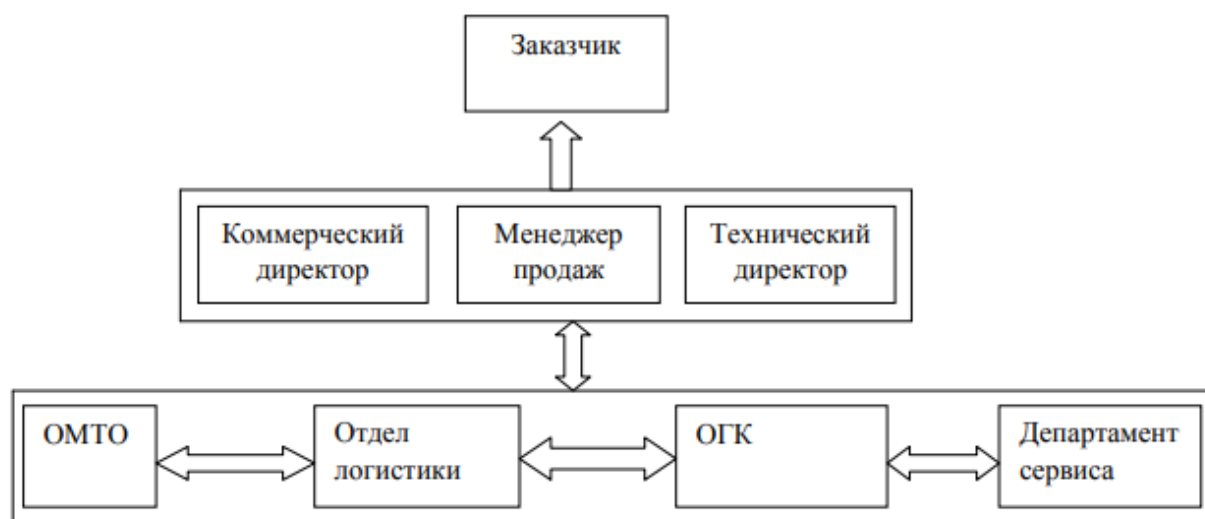 Заказчик
Коммерческий
директор
Менеджер
продаж
Технический
директор
ОМТО
Отдел
логистики
ОГК
Департамент
сервиса